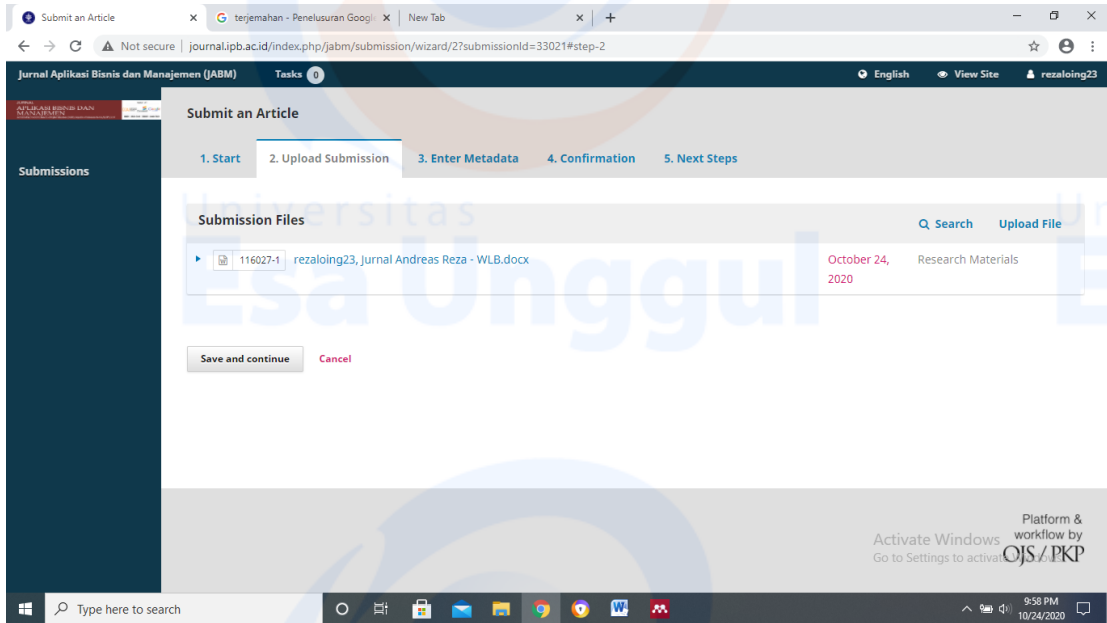 Submit an Article
terjemahan - Penelusuran Googl
New Tab
Not secure | journal.ipb.ac.id/index.php/jabm/submission/wizard/2?submissionId=33021#step-2
Jurnal Aplikasi Bisnis dan Manajemen (JABM) Tasks 0 English View Site rezaloing23
APLIKASI BISNIS DAN
MANAJEMEN
Submit an Article
1. Start 2. Upload Submission 3. Enter Metadata 4. Confirmation 5. Next Steps
Submissions
Universitas
Esa Unggul
Submission Files Search Upload File
116027-1 rezaloing23, Jurnal Andreas Reza - WLB.docx October 24, Research Materials
2020
Save and continue Cancel
Platform &
workflow by
OJS / PKP
Activate Windows
Go to Settings to activate Windows.
Type here to search
9:58 PM
10/24/2020